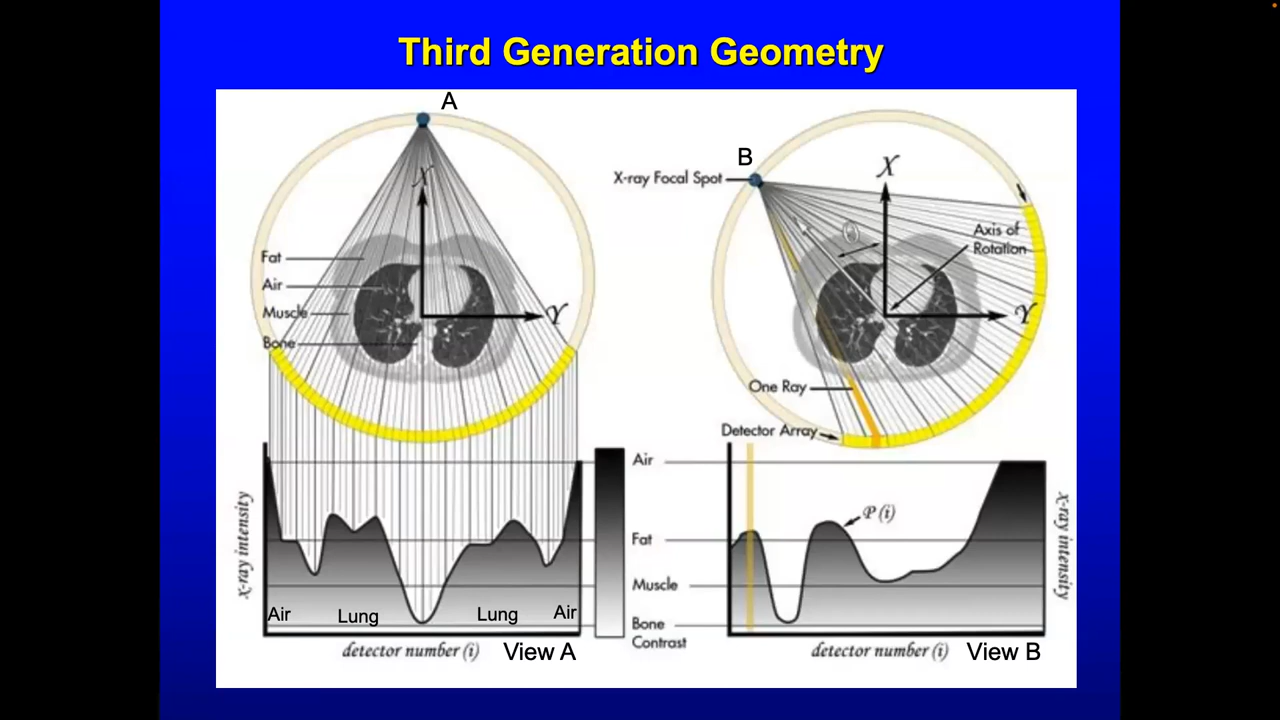 Third Generation Geometry
A
X
Y
Fat
Air
Muscle
Bone
B
X-ray Focal Spot
X
Θ
Axis of
Rotation
Y
One Ray
Detector Array
x-ray intensity
Air
Lung
Lung
Air
detector number (i)
View A
Air
Fat
Muscle
Bone
Contrast
P(i)
x-ray intensity
detector number (i)
View B